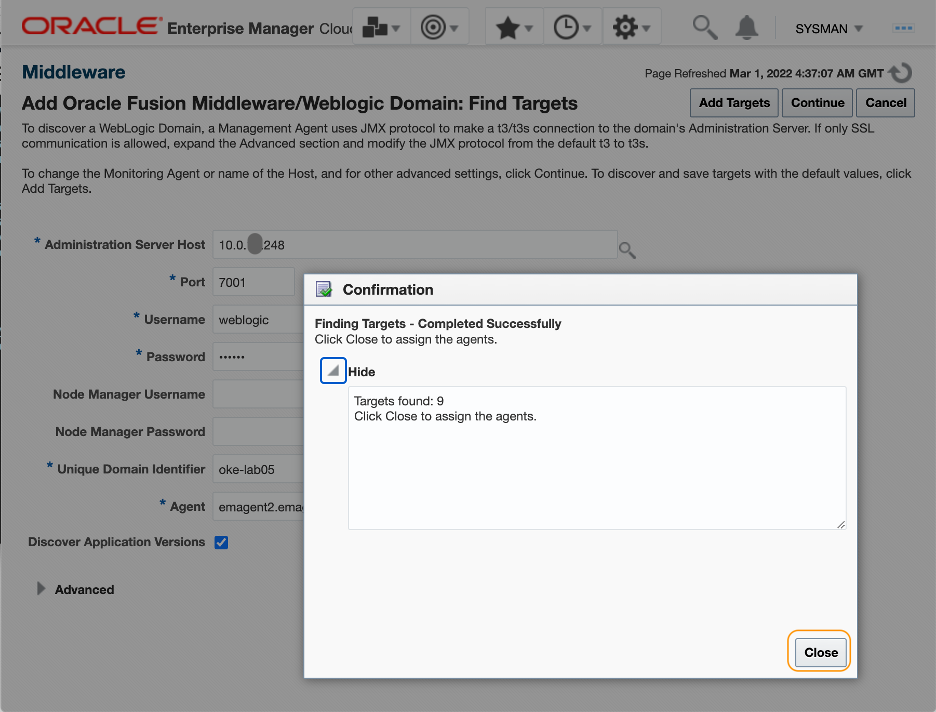 ORACLE Enterprise Manager Cloud
SYSMAN
Middleware
Page Refreshed Mar 1, 2022 4:37:07 AM GMT
Add Oracle Fusion Middleware/Weblogic Domain: Find Targets
Add Targets Continue Cancel
To discover a WebLogic Domain, a Management Agent uses JMX protocol to make a t3/t3s connection to the domain's Administration Server. If only SSL
communication is allowed, expand the Advanced section and modify the JMX protocol from the default t3 to t3s.
To change the Monitoring Agent or name of the Host, and for other advanced settings, click Continue. To discover and save targets with the default values, click
Add Targets.
* Administration Server Host 10.0. .248
* Port 7001
* Username weblogic
* Password ••••••
Node Manager Username
Node Manager Password
* Unique Domain Identifier oke-lab05
* Agent emagent2.ema
Discover Application Versions
Advanced
Confirmation
Finding Targets - Completed Successfully
Click Close to assign the agents.
Hide
Targets found: 9
Click Close to assign the agents.
Close